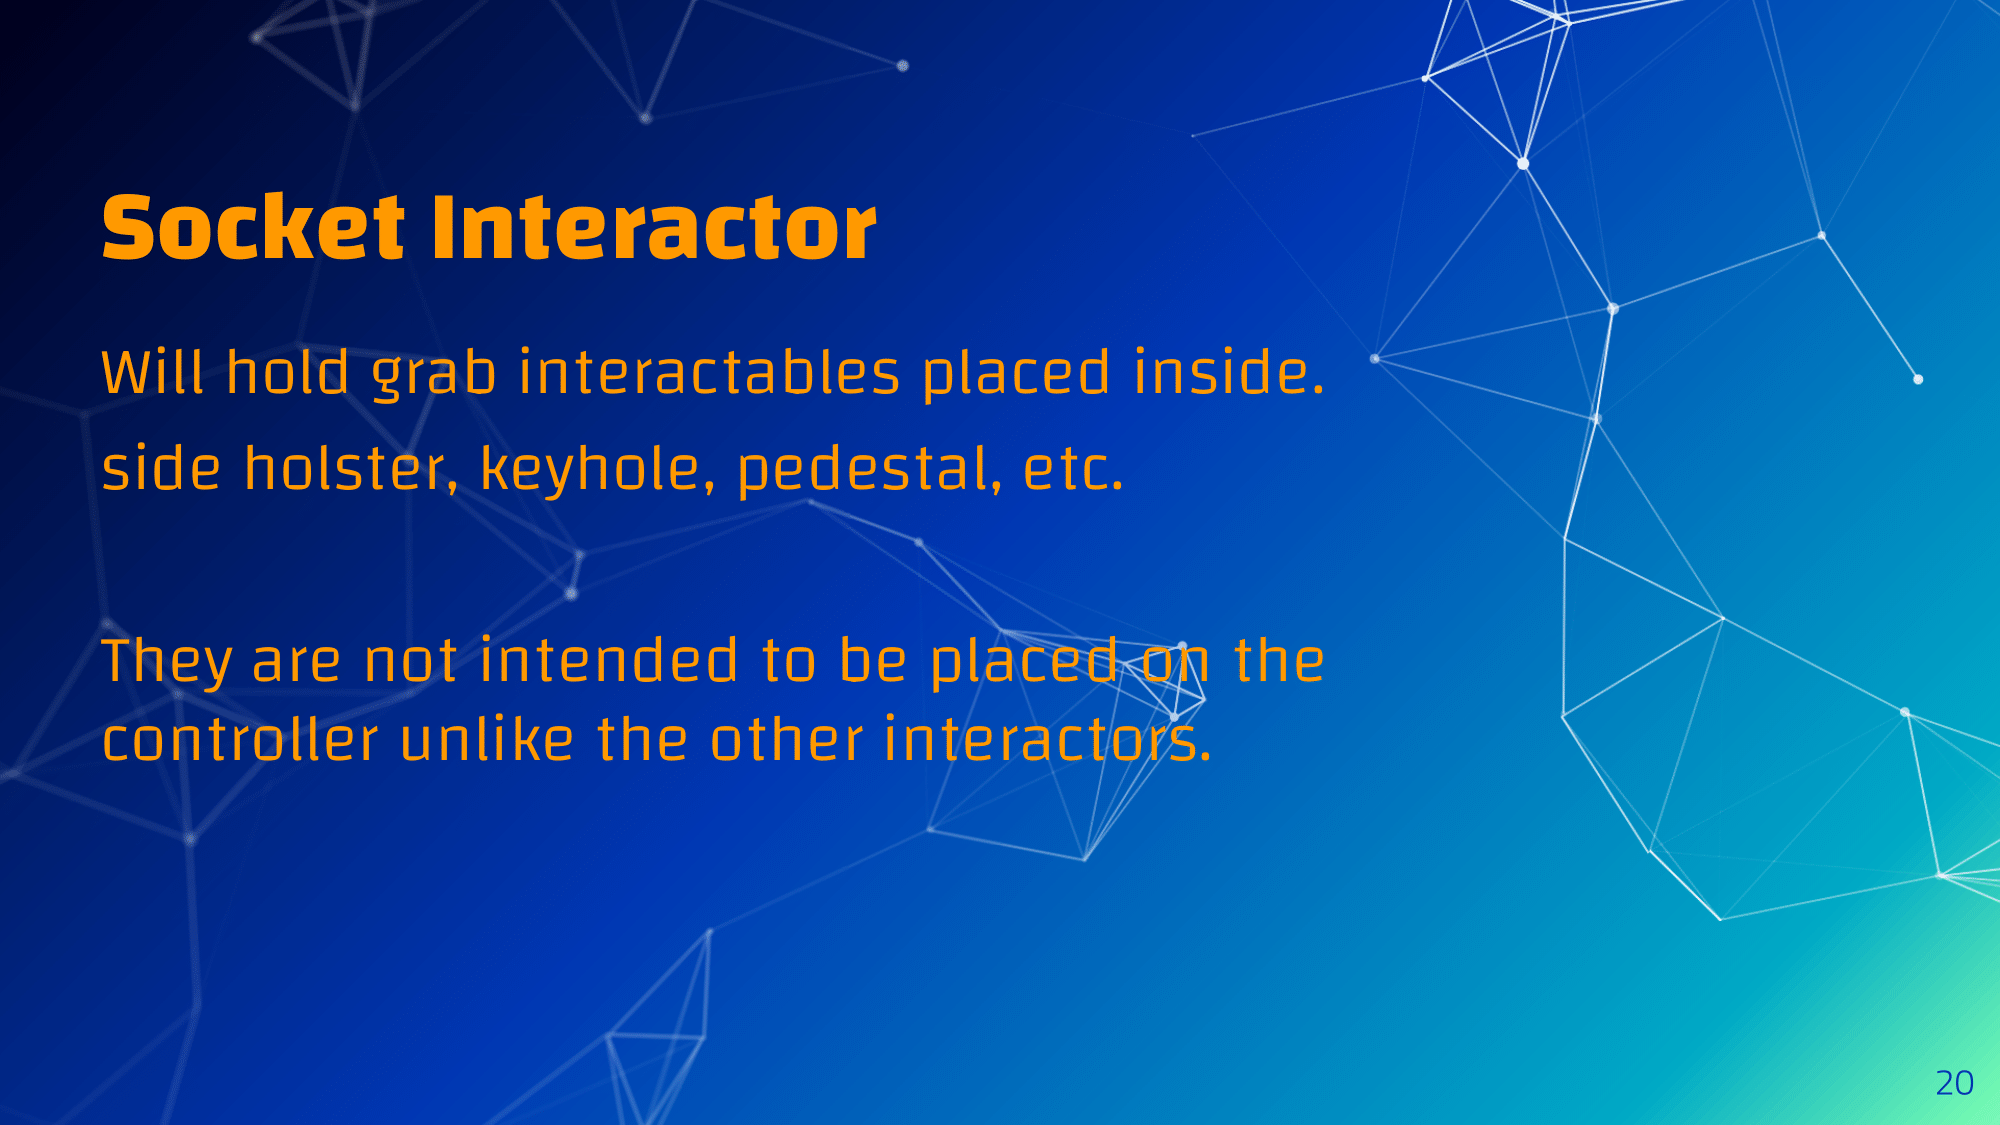 Socket Interactor
Will hold grab interactables placed inside.
side holster, keyhole, pedestal, etc.
They are not intended to be placed on the
controller unlike the other interactors.
20